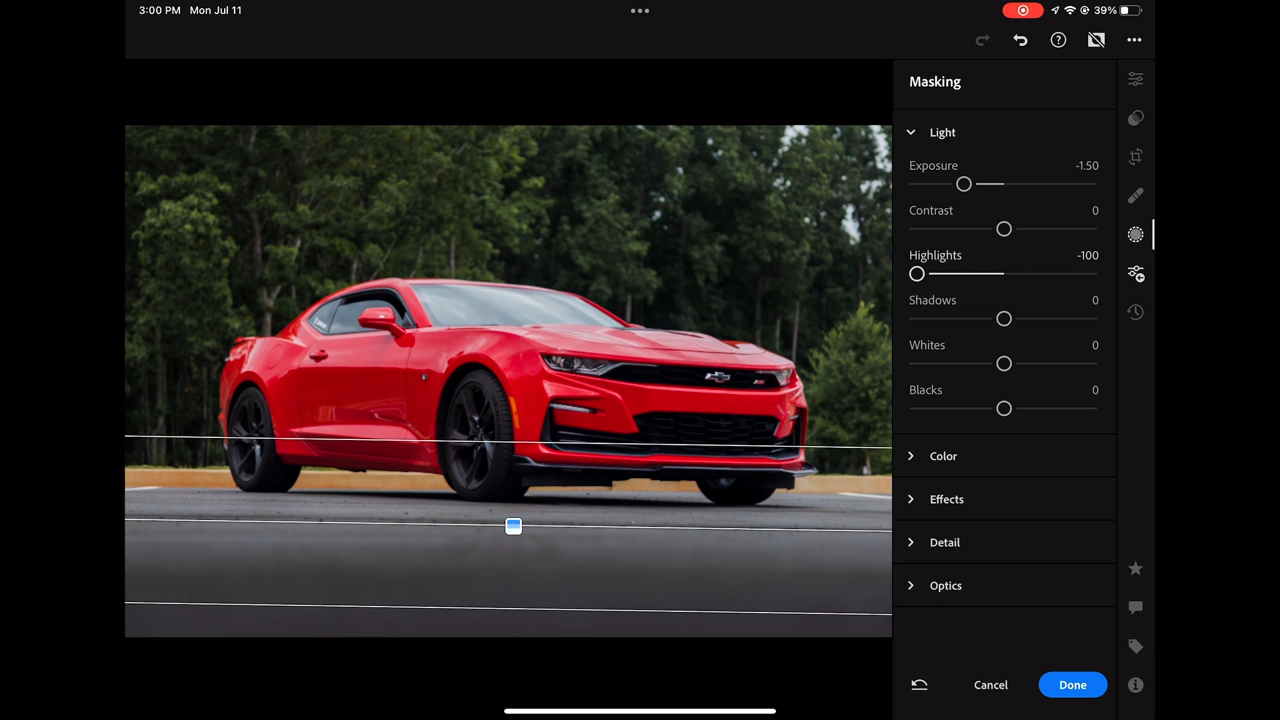 3:00 PM Mon Jul 11
39%
Masking
Light
Exposure -1.50
Contrast 0
Highlights -100
Shadows 0
Whites 0
Blacks 0
Color
Effects
Detail
Optics
Cancel Done